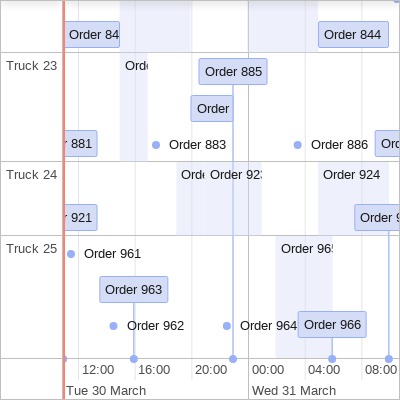 Order 84
Order 844
Truck 23
Order 885
Order
881
Order 883
Order 886
Truck 24
Order 924
921
Truck 25
Order 961
Order 963
Order 962
Order 964
Order 966
12:00 16:00 20:00 00:00 04:00 08:00
Tue 30 March Wed 31 March